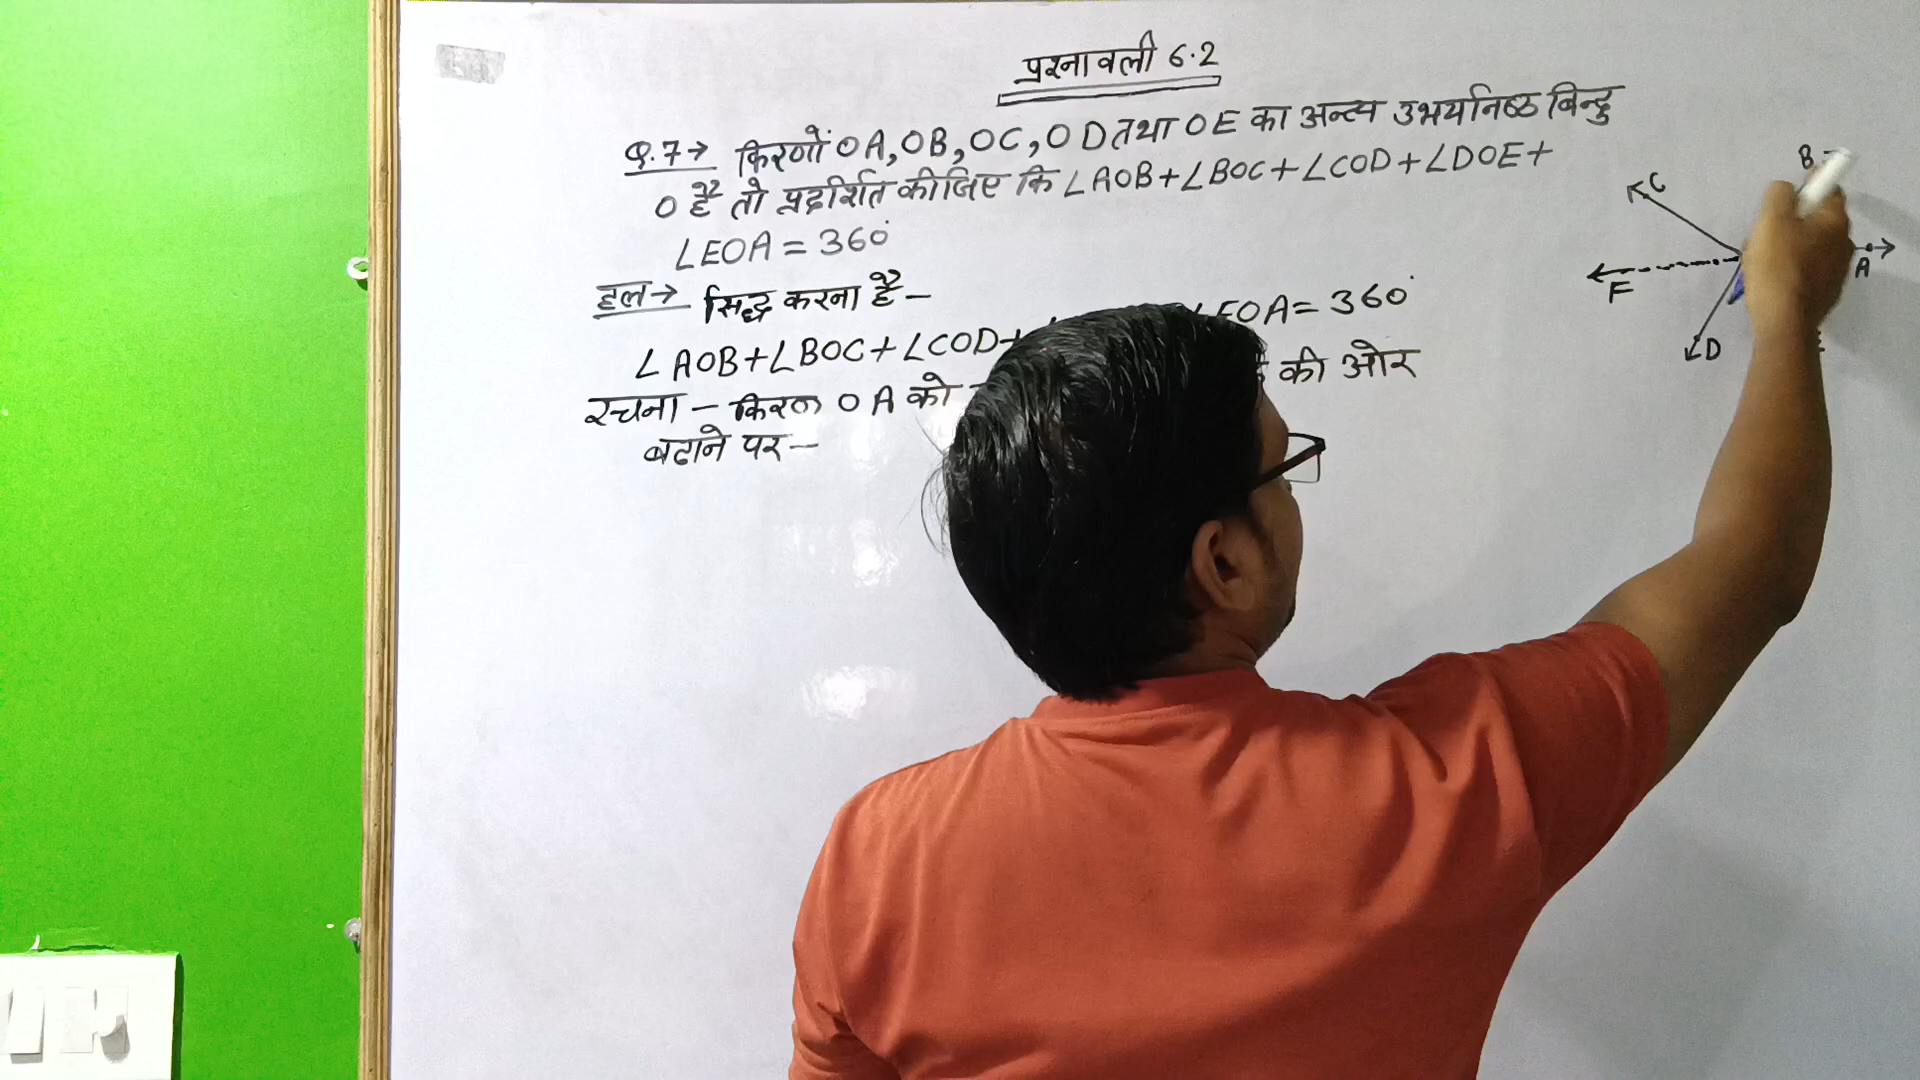 प्रश्नावली 6.2
Q.7→ किरणों OA, OB, OC, OD तथा OE का अन्त्य उभयनिष्ठ बिन्दु
O है तो प्रदर्शित कीजिए कि ∠AOB+∠BOC+∠COD+∠DOE+
∠EOA = 360°
हल→ सिद्ध करना है –
∠AOB+∠BOC+∠COD+ ∠EOA = 360°
रचना – किरण OA को की ओर
बढाने पर –
B
C
A
F
D